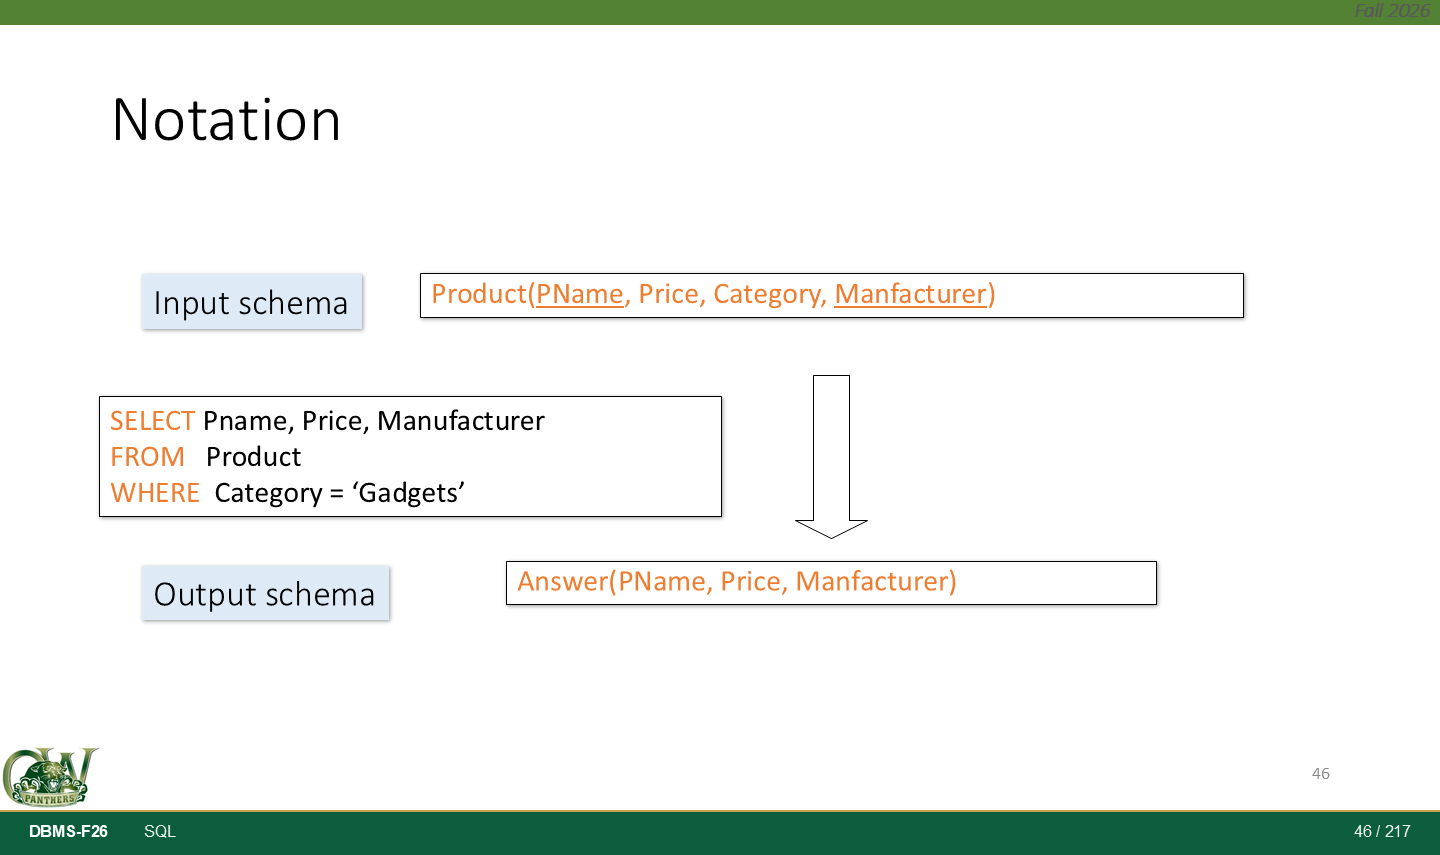 Fall 2026
Notation
Input schema
Product(PName, Price, Category, Manfacturer)
SELECT Pname, Price, Manufacturer
FROM Product
WHERE Category = ‘Gadgets’
Output schema
Answer(PName, Price, Manfacturer)
OW
PANTHERS
46
DBMS-F26 SQL 46 / 217